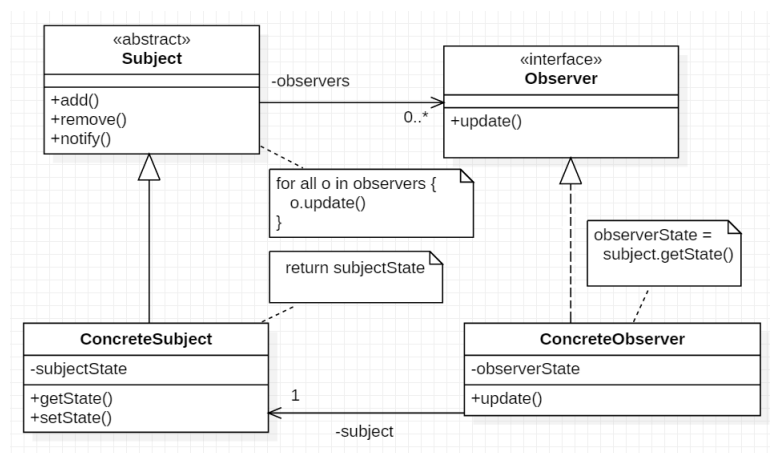 «abstract»
Subject
+add()
+remove()
+notify()
-observers
0..*
«interface»
Observer
+update()
for all o in observers {
o.update()
}
return subjectState
observerState =
subject.getState()
ConcreteSubject
-subjectState
+getState()
+setState()
1
-subject
ConcreteObserver
-observerState
+update()